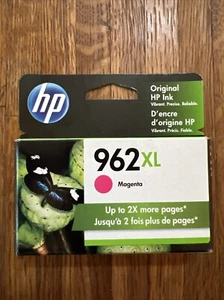 hp
Original
HP Ink
Vibrant. Precise. Reliable.
D'encre
d'origine HP
Vibrant. Précis. Fiable.
962XL
Magenta
Up to 2X more pages*
Jusqu'à 2 fois plus de pages*